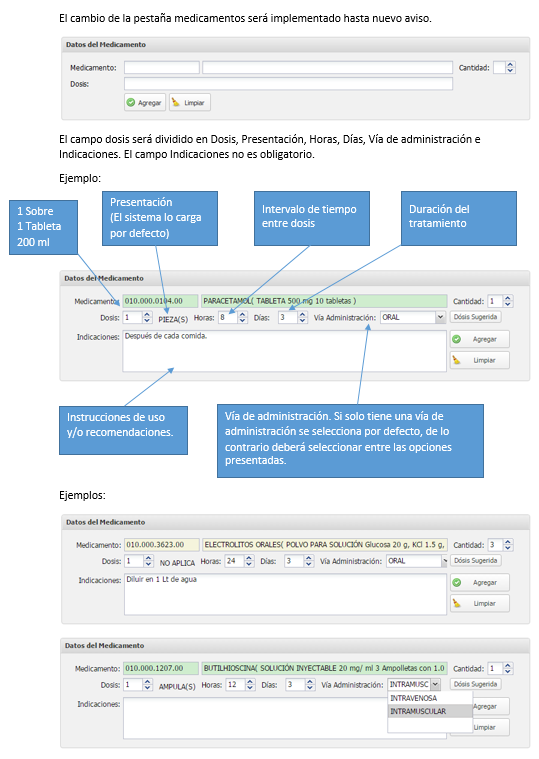 El cambio de la pestaña medicamentos será implementado hasta nuevo aviso.
Datos del Medicamento
Medicamento: Cantidad:
Dosis:
Agregar Limpiar
El campo dosis será dividido en Dosis, Presentación, Horas, Días, Vía de administración e
Indicaciones. El campo Indicaciones no es obligatorio.
Ejemplo:
1 Sobre
1 Tableta
200 ml
Presentación
(El sistema lo carga
por defecto)
Intervalo de tiempo
entre dosis
Duración del
tratamiento
Datos del Medicamento
Medicamento: 010.000.0104.00 PARACETAMOL( TABLETA 500 mg 10 tabletas ) Cantidad: 1
Dosis: 1 PIEZA(S) Horas: 8 Días: 3 Vía Administración: ORAL Dósis Sugerida
Indicaciones: Después de cada comida.
Agregar
Limpiar
Instrucciones de uso
y/o recomendaciones.
Vía de administración. Si solo tiene una vía de
administración se selecciona por defecto, de lo
contrario deberá seleccionar entre las opciones
presentadas.
Ejemplos:
Datos del Medicamento
Medicamento: 010.000.3623.00 ELECTROLITOS ORALES( POLVO PARA SOLUCIÓN Glucosa 20 g, KCl 1.5 g, Cantidad: 3
Dosis: 1 NO APLICA Horas: 24 Días: 3 Vía Administración: ORAL Dósis Sugerida
Indicaciones: Diluir en 1 Lt de agua
Agregar
Limpiar
Datos del Medicamento
Medicamento: 010.000.1207.00 BUTILHIOSCINA( SOLUCIÓN INYECTABLE 20 mg/ ml 3 Ampolletas con 1.0 Cantidad: 1
Dosis: 1 AMPULA(S) Horas: 12 Días: 3 Vía Administración: INTRAMUSC Dósis Sugerida
Indicaciones:
INTRAVENOSA
INTRAMUSCULAR
Agregar
Limpiar